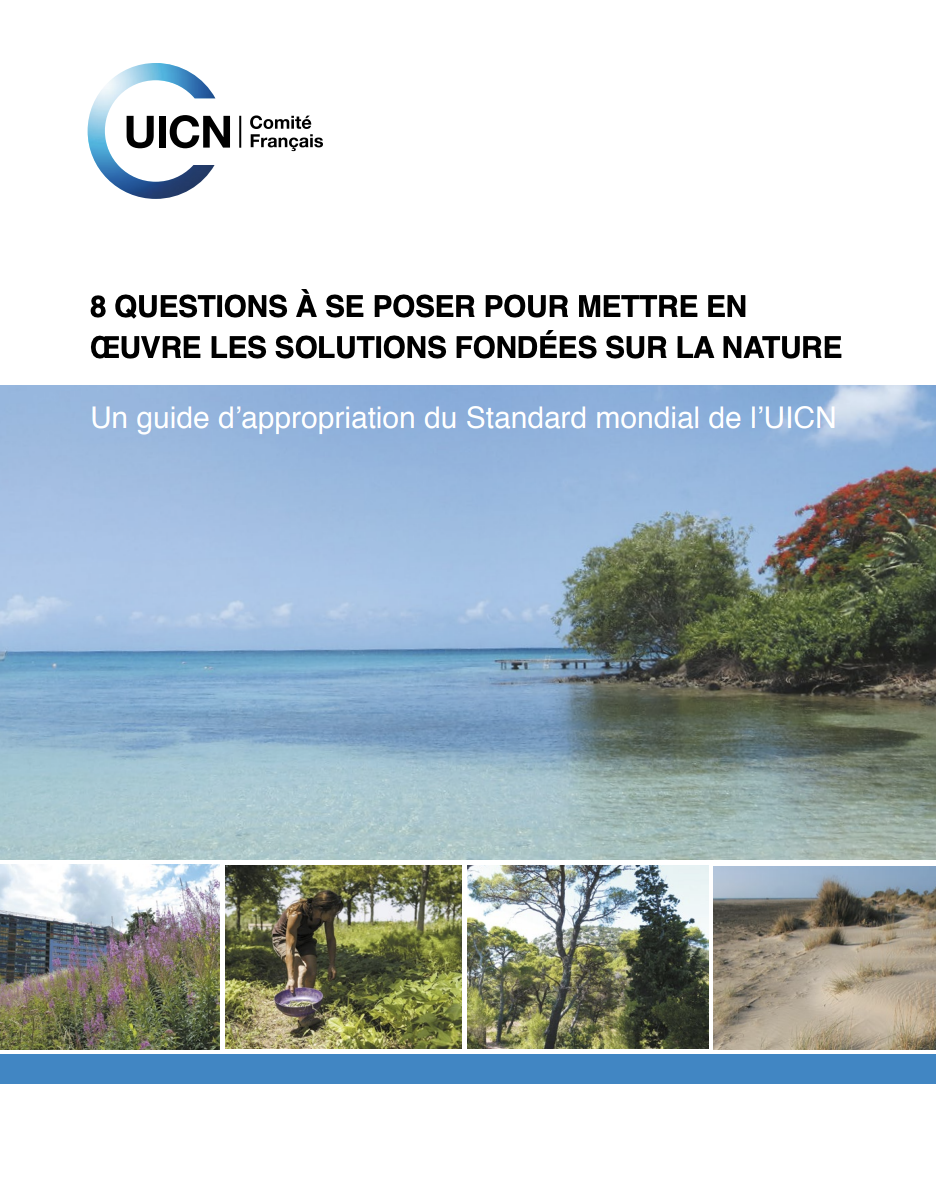 UICN
Comité
Français
8 QUESTIONS À SE POSER POUR METTRE EN
ŒUVRE LES SOLUTIONS FONDÉES SUR LA NATURE
Un guide d’appropriation du Standard mondial de l’UICN